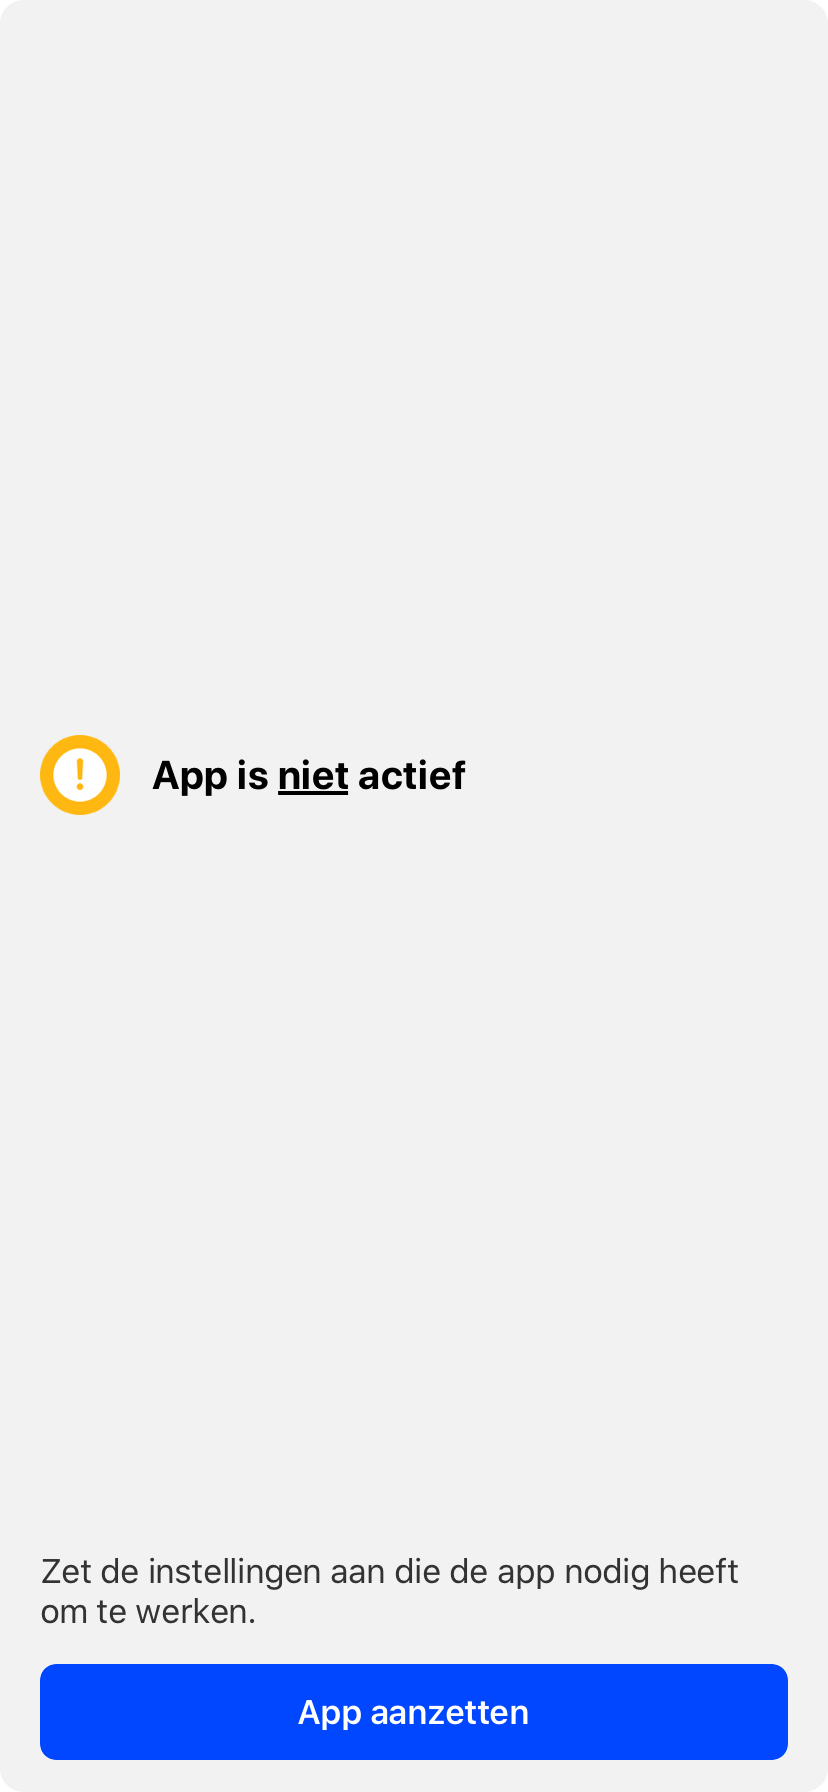 App is niet actief
Zet de instellingen aan die de app nodig heeft
om te werken.
App aanzetten